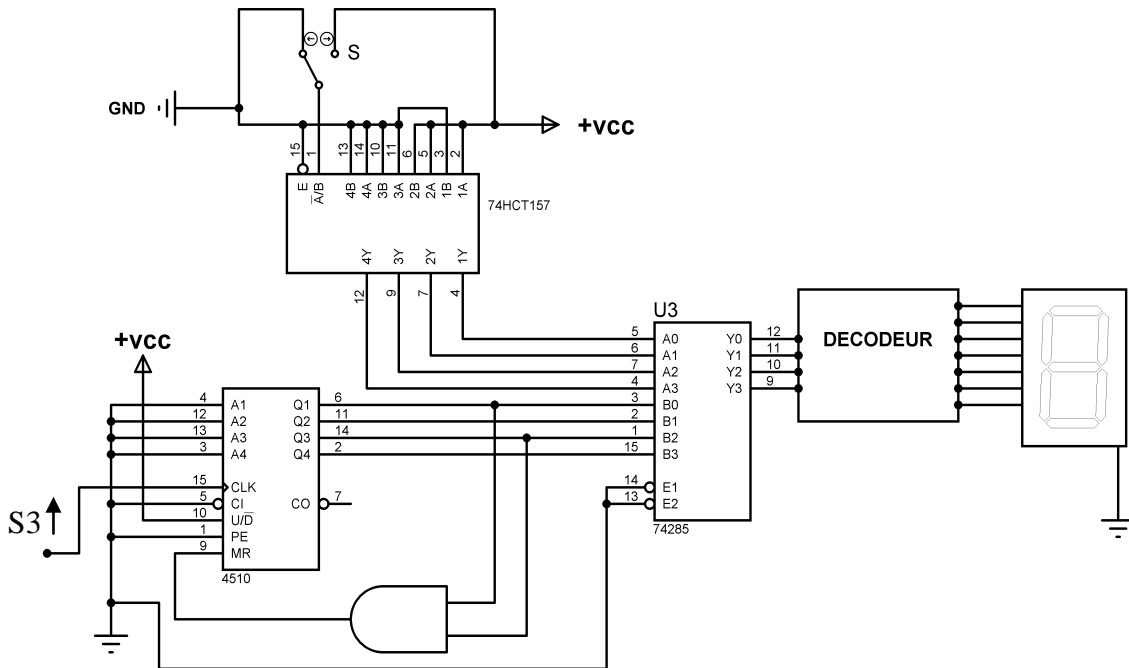 S
GND
+vcc
15
1
13
14
10
11
6
5
3
2
E
A/B
4B
4A
3B
3A
2B
2A
1B
1A
74HCT157
4Y
3Y
2Y
1Y
12
9
7
4
U3
5 A0 Y0 12
6 A1 Y1 11
7 A2 Y2 10
4 A3 Y3 9
3 B0
2 B1
1 B2
15 B3
14 E1
13 E2
74285
DECODEUR
+vcc
4 A1 Q1 6
12 A2 Q2 11
13 A3 Q3 14
3 A4 Q4 2
15 CLK
5 CI CO 7
10 U/D
1 PE
9 MR
4510
S3